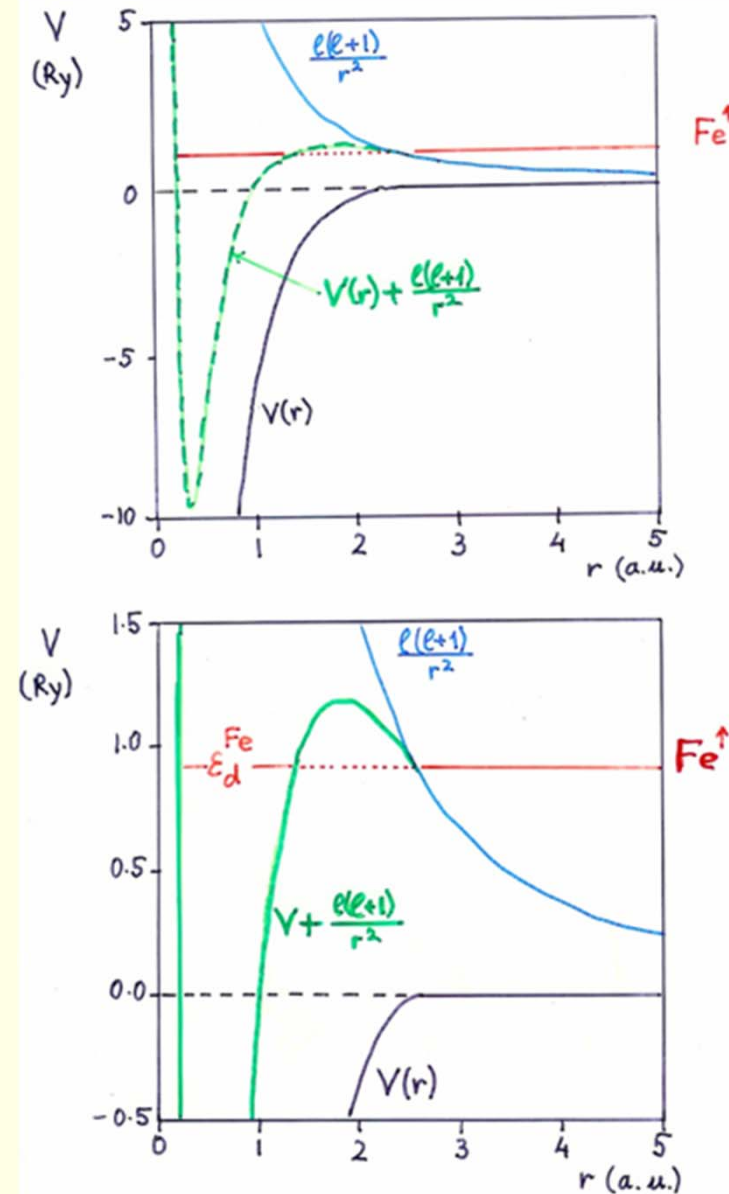 V
(Ry)
5
0
-5
-10
ℓ(ℓ+1)
r²
Fe↑
V(r) + ℓ(ℓ+1)
r²
V(r)
0 1 2 3 4 5
r (a.u.)
V
(Ry)
1.5
1.0
0.5
0.0
-0.5
ℓ(ℓ+1)
r²
ε_d^Fe
Fe↑
V + ℓ(ℓ+1)
r²
V(r)
0 1 2 3 4 5
r (a.u.)